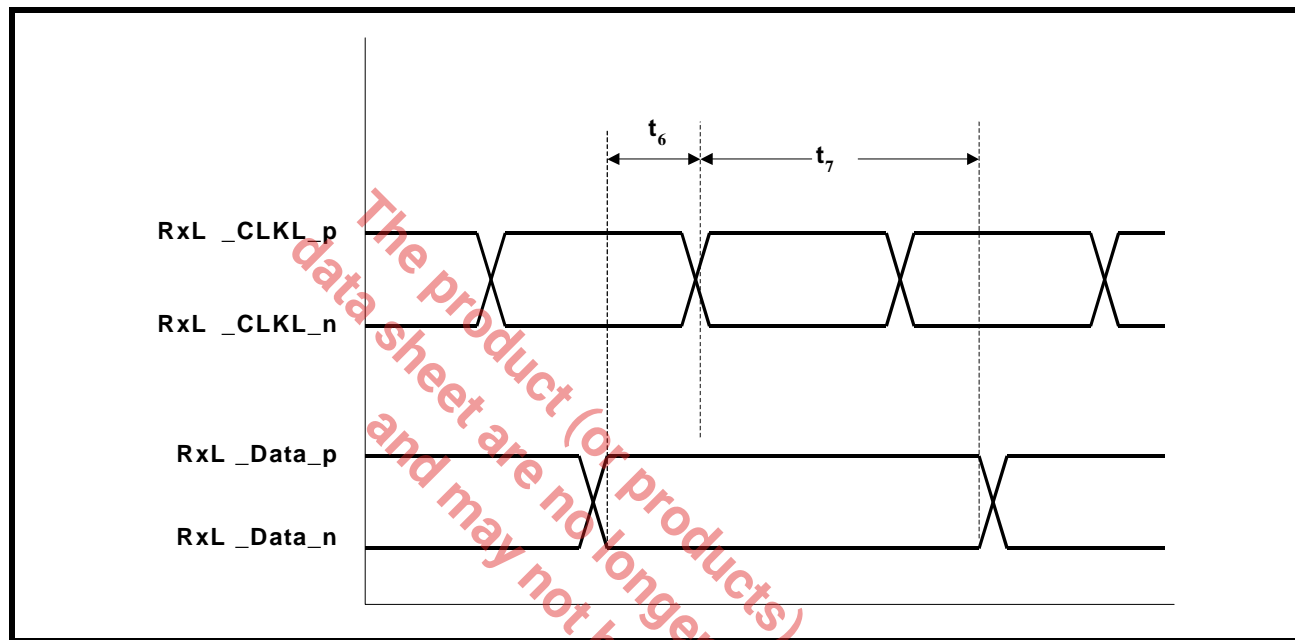 t6
t7
RxL _CLKL_p
RxL _CLKL_n
RxL _Data_p
RxL _Data_n
The product (or products)
data sheet are no longer
and may not